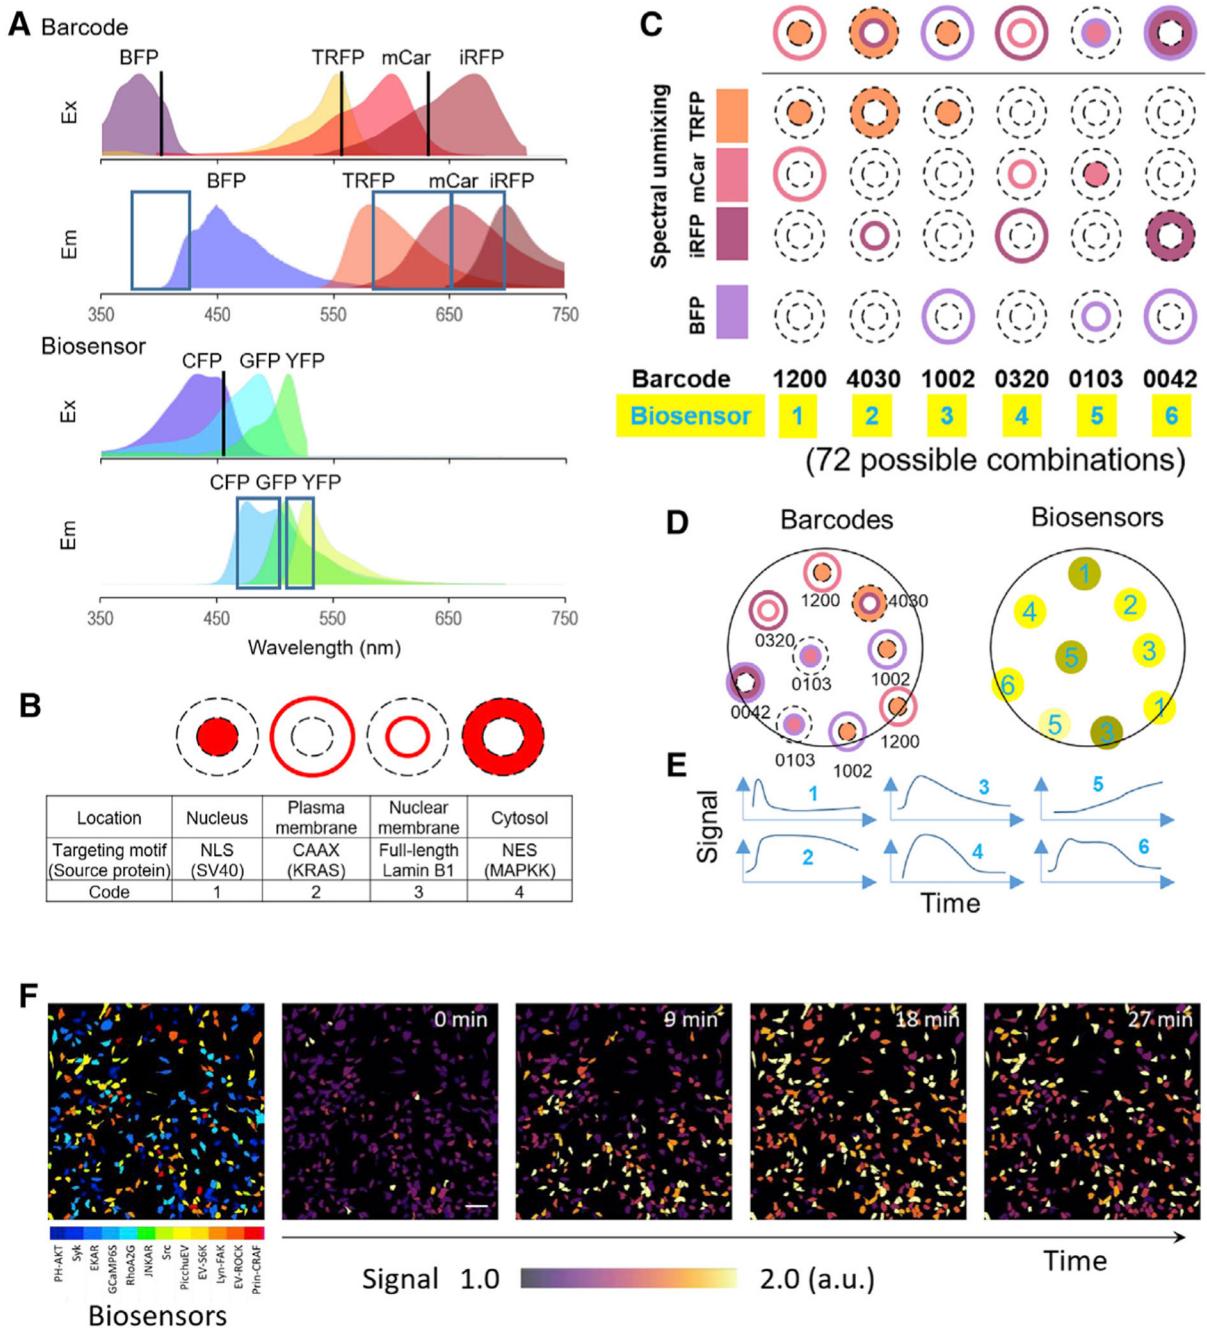 A
Barcode
BFP TRFP mCar iRFP
Ex
BFP TRFP mCar iRFP
Em
350 450 550 650 750
Biosensor
CFP GFP YFP
Ex
CFP GFP YFP
Em
350 450 550 650 750
Wavelength (nm)
B
Location Nucleus Plasma membrane Nuclear membrane Cytosol
Targeting motif (Source protein) NLS (SV40) CAAX (KRAS) Full-length Lamin B1 NES (MAPKK)
Code 1 2 3 4
C
Spectral unmixing
TRFP
mCar
iRFP
BFP
Barcode 1200 4030 1002 0320 0103 0042
Biosensor 1 2 3 4 5 6
(72 possible combinations)
D
Barcodes
1200
4030
0320
0103
1002
0042
1200
0103
1002
Biosensors
1
4
2
5
3
6
1
5
3
E
Signal
1 3 5
2 4 6
Time
F
0 min 9 min 18 min 27 min
PH-AKT
Syk
EKAR
GCaMP6S
RhoA2G
JNKAR
Src
PicchuEV
EV-S6K
Lyn-FAK
EV-ROCK
Prin-CRAF
Biosensors
Time
Signal 1.0 2.0 (a.u.)